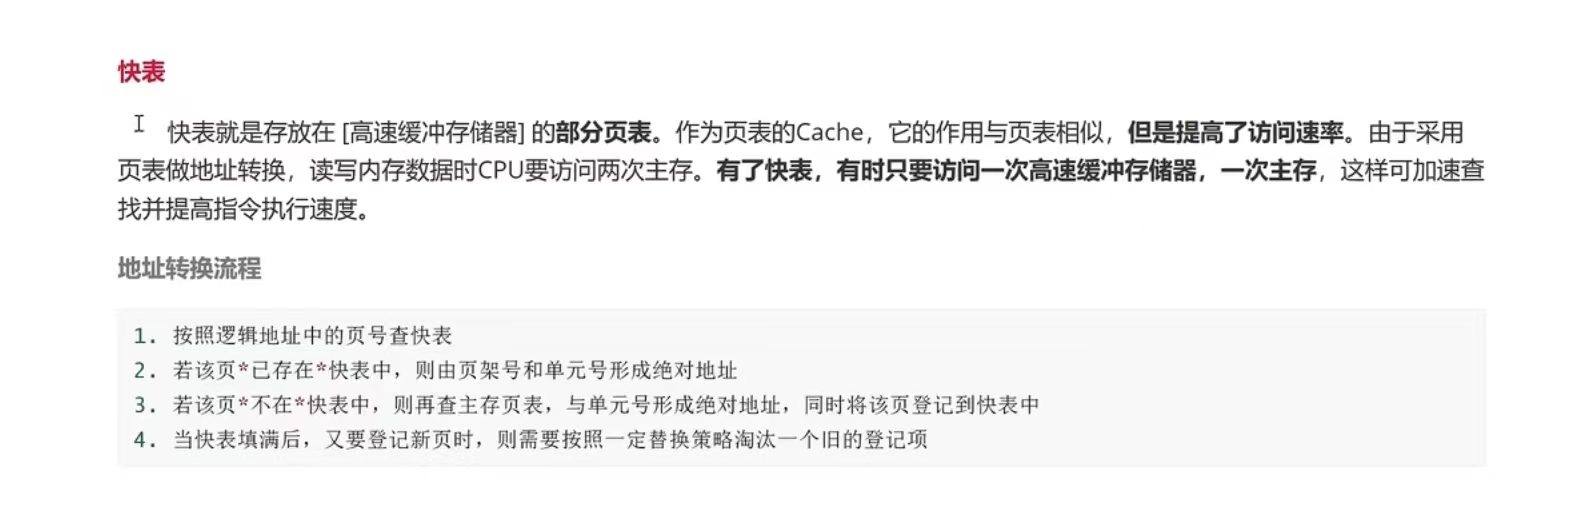 快表
快表就是存放在 [高速缓冲存储器] 的部分页表。作为页表的Cache，它的作用与页表相似，但是提高了访问速率。由于采用
页表做地址转换，读写内存数据时CPU要访问两次主存。有了快表，有时只要访问一次高速缓冲存储器，一次主存，这样可加速查
找并提高指令执行速度。
地址转换流程
1. 按照逻辑地址中的页号查快表
2. 若该页*已存在*快表中，则由页架号和单元号形成绝对地址
3. 若该页*不在*快表中，则再查主存页表，与单元号形成绝对地址，同时将该页登记到快表中
4. 当快表填满后，又要登记新页时，则需要按照一定替换策略淘汰一个旧的登记项